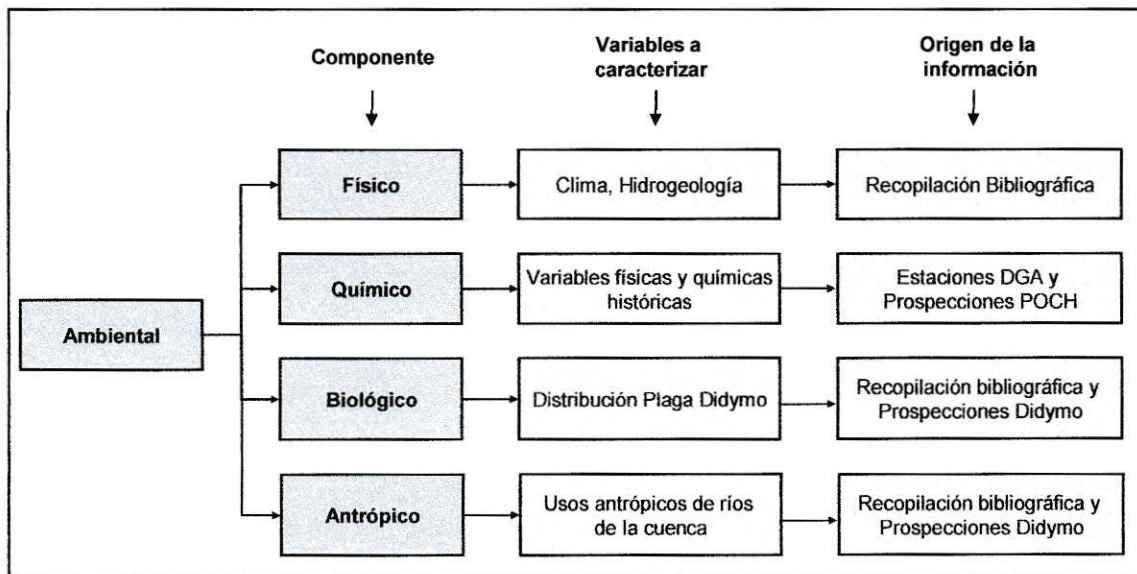 Componente
Variables a
caracterizar
Origen de la
información
Físico
Clima, Hidrogeología
Recopilación Bibliográfica
Químico
Variables físicas y químicas
históricas
Estaciones DGA y
Prospecciones POCH
Ambiental
Biológico
Distribución Plaga Didymo
Recopilación bibliográfica y
Prospecciones Didymo
Antrópico
Usos antrópicos de ríos
de la cuenca
Recopilación bibliográfica y
Prospecciones Didymo